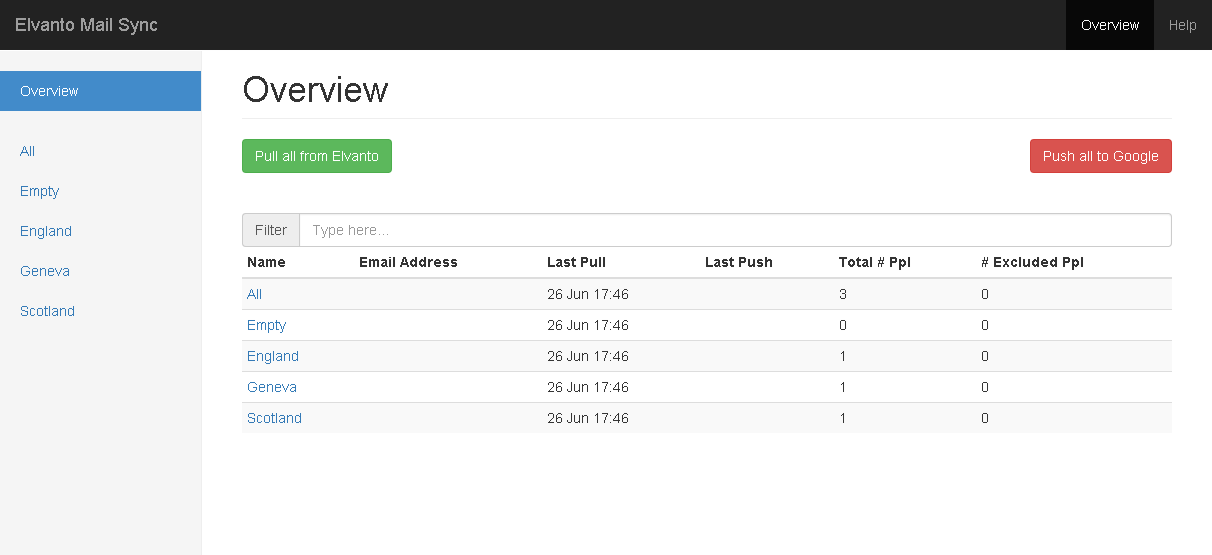 Elvanto Mail Sync Overview Help
Overview
Overview
Pull all from Elvanto Push all to Google
All
Empty
England
Geneva
Scotland
Filter Type here...
Name Email Address Last Pull Last Push Total # Ppl # Excluded Ppl
All 26 Jun 17:46 3 0
Empty 26 Jun 17:46 0 0
England 26 Jun 17:46 1 0
Geneva 26 Jun 17:46 1 0
Scotland 26 Jun 17:46 1 0